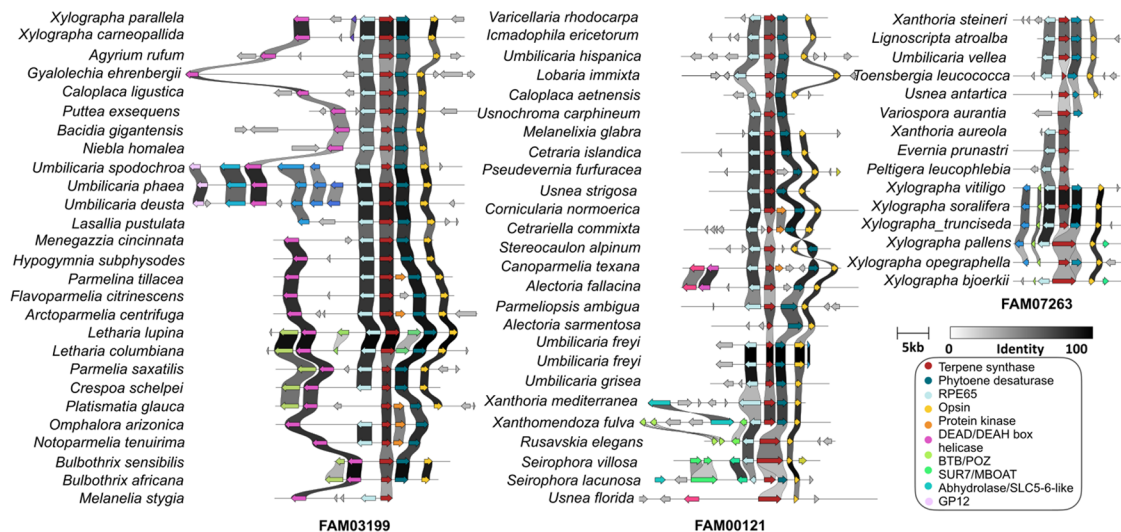 Xylographa parallela
Xylographa carneopallida
Agyrium rufum
Gyalolechia ehrenbergii
Caloplaca ligustica
Puttea exsequens
Bacidia gigantensis
Niebla homalea
Umbilicaria spodochroa
Umbilicaria phaea
Umbilicaria deusta
Lasallia pustulata
Menegazzia cincinnata
Hypogymnia subphysodes
Parmelina tillacea
Flavoparmelia citrinescens
Arctoparmelia centrifuga
Letharia lupina
Letharia columbiana
Parmelia saxatilis
Crespoa schelpei
Platismatia glauca
Omphalora arizonica
Notoparmelia tenuirima
Bulbothrix sensibilis
Bulbothrix africana
Melanelia stygia
FAM03199
Varicellaria rhodocarpa
Icmadophila ericetorum
Umbilicaria hispanica
Lobaria immixta
Caloplaca aetnensis
Usnochroma carphineum
Melanelixia glabra
Cetraria islandica
Pseudevernia furfuracea
Usnea strigosa
Cornicularia normoerica
Cetrariella commixta
Stereocaulon alpinum
Canoparmelia texana
Alectoria fallacina
Parmeliopsis ambigua
Alectoria sarmentosa
Umbilicaria freyi
Umbilicaria freyi
Umbilicaria grisea
Xanthoria mediterranea
Xanthomendoza fulva
Rusavskia elegans
Seirophora villosa
Seirophora lacunosa
Usnea florida
FAM00121
Xanthoria steineri
Lignoscripta atroalba
Umbilicaria vellea
Toensbergia leucococca
Usnea antartica
Variospora aurantia
Xanthoria aureola
Evernia prunastri
Peltigera leucophlebia
Xylographa vitiligo
Xylographa soralifera
Xylographa_trunciseda
Xylographa pallens
Xylographa opegraphella
Xylographa bjoerkii
FAM07263
5kb
0 Identity 100
Terpene synthase
Phytoene desaturase
RPE65
Opsin
Protein kinase
DEAD/DEAH box
helicase
BTB/POZ
SUR7/MBOAT
Abhydrolase/SLC5-6-like
GP12